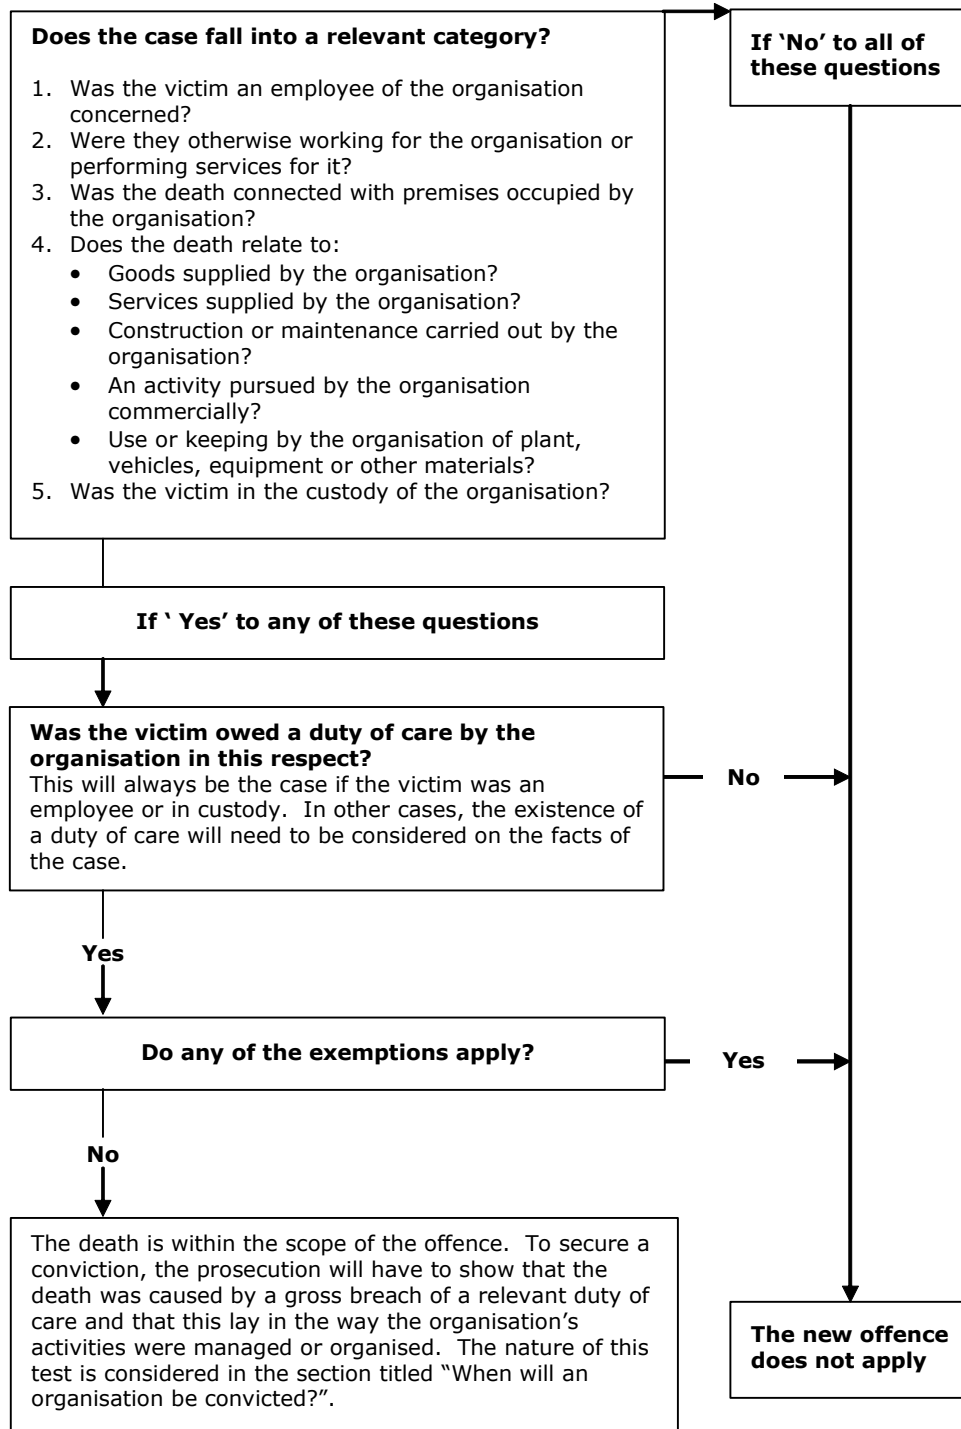 Does the case fall into a relevant category?
1. Was the victim an employee of the organisation
concerned?
2. Were they otherwise working for the organisation or
performing services for it?
3. Was the death connected with premises occupied by
the organisation?
4. Does the death relate to:
• Goods supplied by the organisation?
• Services supplied by the organisation?
• Construction or maintenance carried out by the
organisation?
• An activity pursued by the organisation
commercially?
• Use or keeping by the organisation of plant,
vehicles, equipment or other materials?
5. Was the victim in the custody of the organisation?
If ‘No’ to all of
these questions
If ‘ Yes’ to any of these questions
Was the victim owed a duty of care by the
organisation in this respect?
This will always be the case if the victim was an
employee or in custody. In other cases, the existence of
a duty of care will need to be considered on the facts of
the case.
No
Yes
Do any of the exemptions apply?
Yes
No
The death is within the scope of the offence. To secure a
conviction, the prosecution will have to show that the
death was caused by a gross breach of a relevant duty of
care and that this lay in the way the organisation’s
activities were managed or organised. The nature of this
test is considered in the section titled “When will an
organisation be convicted?”.
The new offence
does not apply